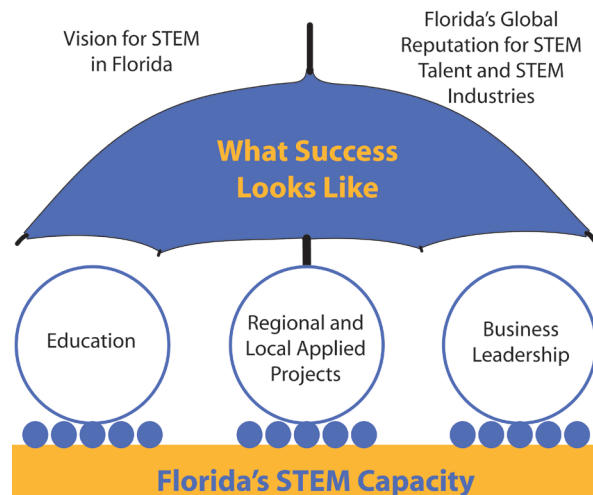 Vision for STEM
in Florida
Florida's Global
Reputation for STEM
Talent and STEM
Industries
What Success
Looks Like
Education
Regional and
Local Applied
Projects
Business
Leadership
Florida's STEM Capacity